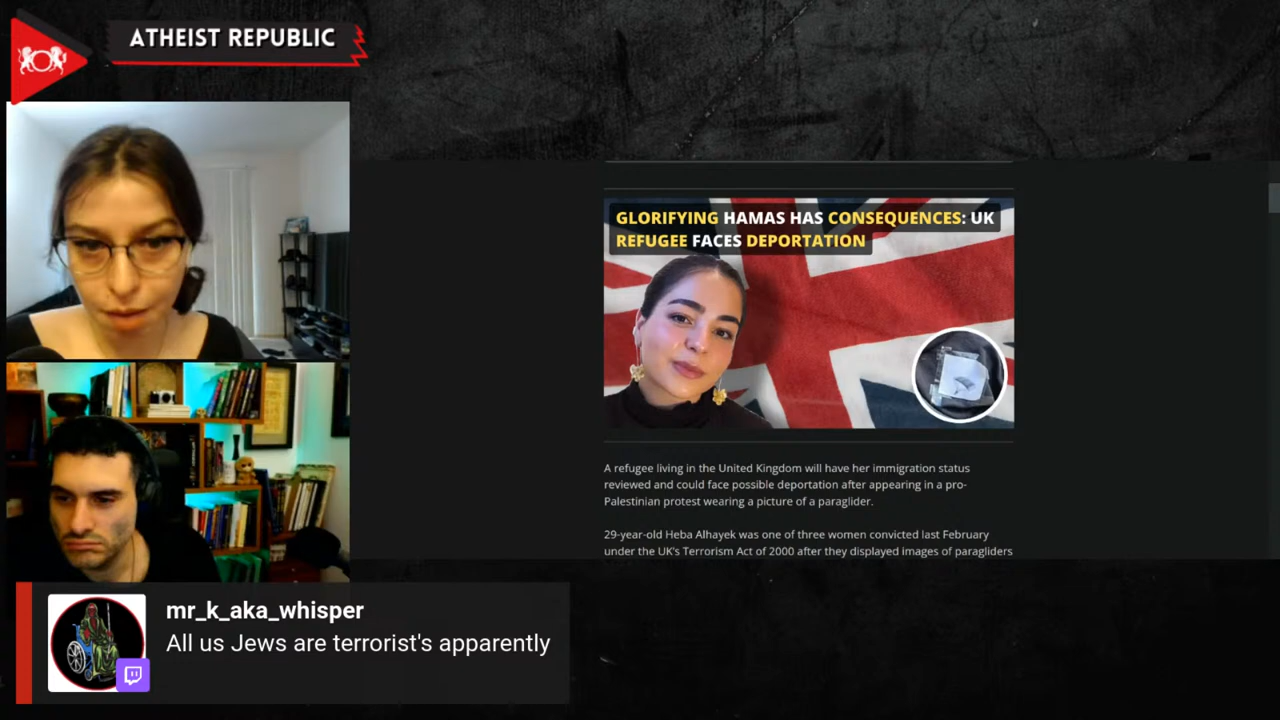 ATHEIST REPUBLIC
GLORIFYING HAMAS HAS CONSEQUENCES: UK
REFUGEE FACES DEPORTATION
A refugee living in the United Kingdom will have her immigration status
reviewed and could face possible deportation after appearing in a pro-
Palestinian protest wearing a picture of a paraglider.
29-year-old Heba Alhayek was one of three women convicted last February
under the UK's Terrorism Act of 2000 after they displayed images of paragliders
mr_k_aka_whisper
All us Jews are terrorist's apparently